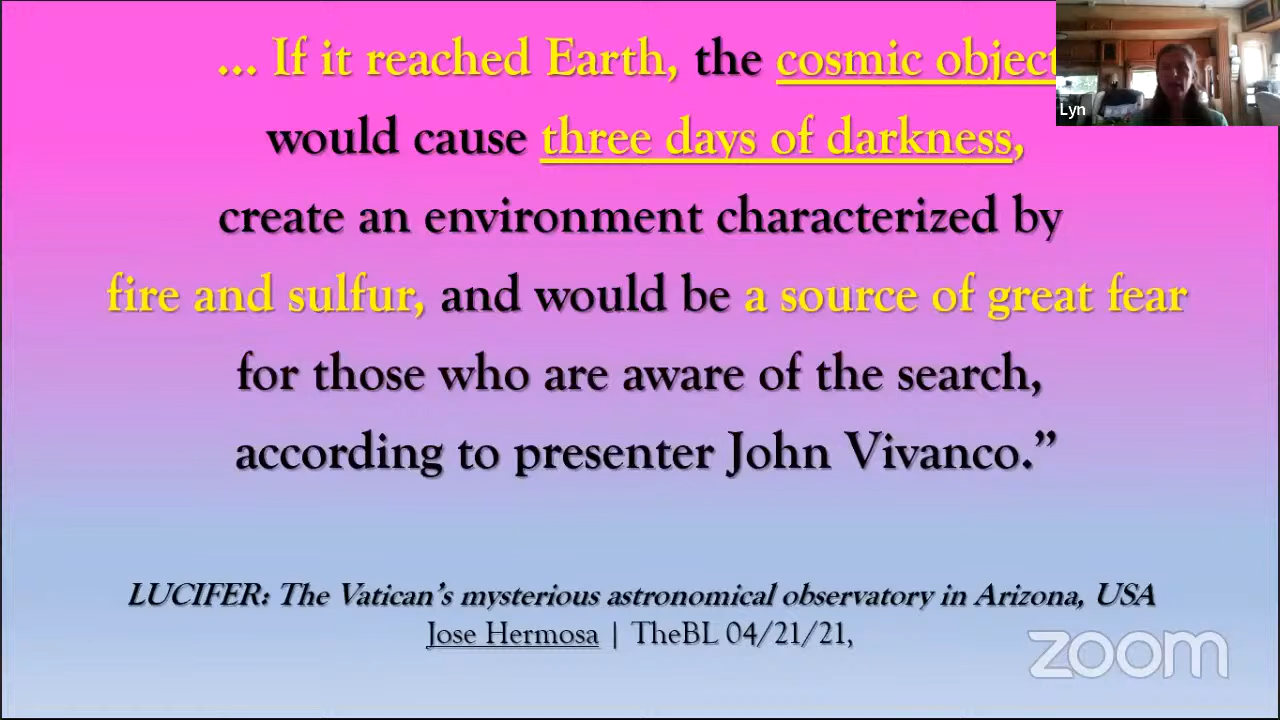 ... If it reached Earth, the cosmic object
would cause three days of darkness,
create an environment characterized by
fire and sulfur, and would be a source of great fear
for those who are aware of the search,
according to presenter John Vivanco.”
LUCIFER: The Vatican’s mysterious astronomical observatory in Arizona, USA
Jose Hermosa | TheBL 04/21/21,
Lyn
zoom